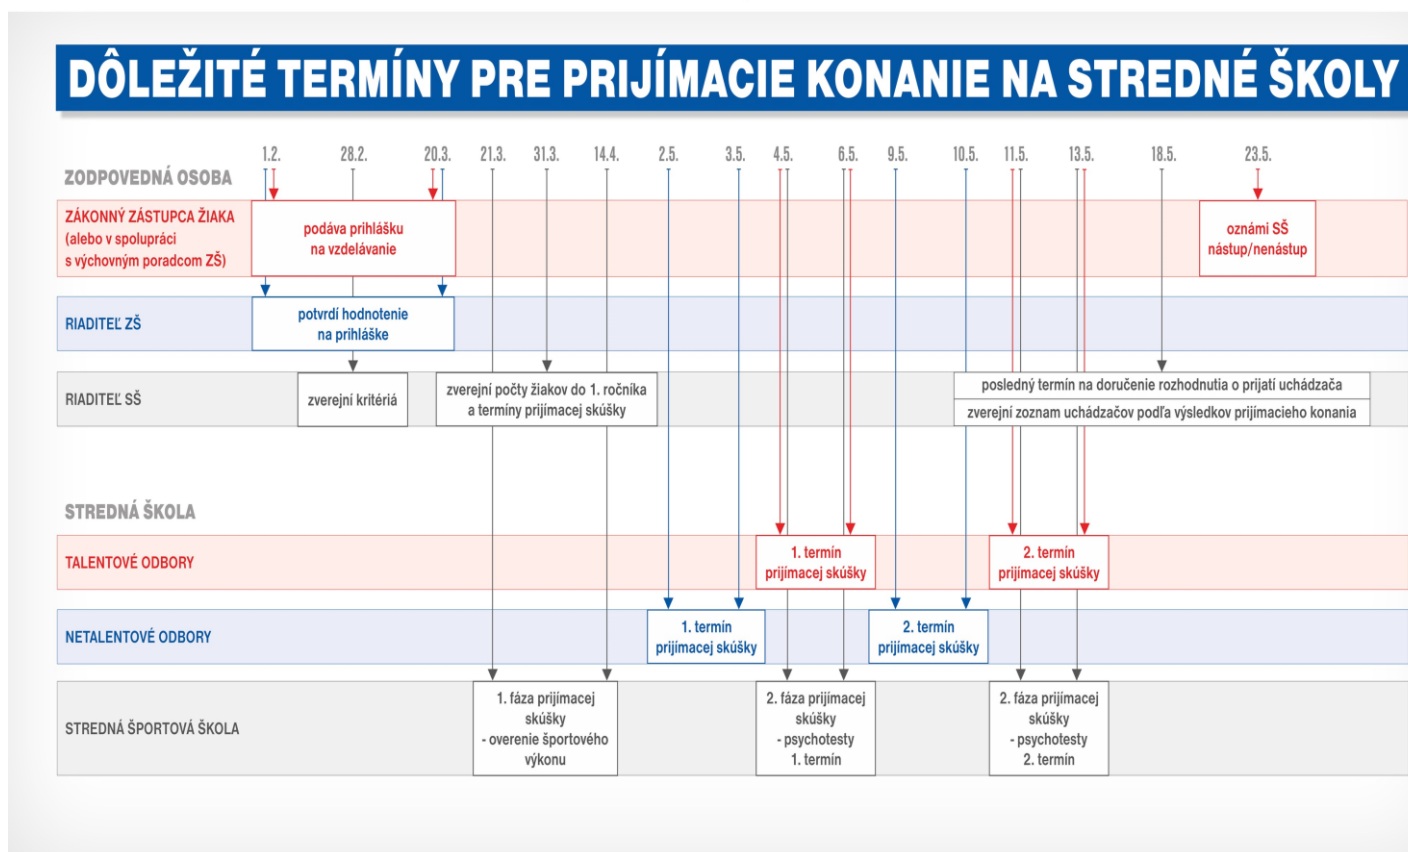 DÔLEŽITÉ TERMÍNY PRE PRIJÍMACIE KONANIE NA STREDNÉ ŠKOLY
1.2. 28.2. 20.3. 21.3. 31.3. 14.4. 2.5. 3.5. 4.5. 6.5. 9.5. 10.5. 11.5. 13.5. 18.5. 23.5.
ZODPOVEDNÁ OSOBA
ZÁKONNÝ ZÁSTUPCA ŽIAKA
(alebo v spolupráci
s výchovným poradcom ZŠ)
podáva prihlášku
na vzdelávanie
oznámi SŠ
nástup/nenástup
RIADITEĽ ZŠ
potvrdí hodnotenie
na prihláške
RIADITEĽ SŠ
zverejní kritériá
zverejní počty žiakov do 1. ročníka
a termíny prijímacej skúšky
posledný termín na doručenie rozhodnutia o prijatí uchádzača
zverejní zoznam uchádzačov podľa výsledkov prijímacieho konania
STREDNÁ ŠKOLA
TALENTOVÉ ODBORY
1. termín
prijímacej skúšky
2. termín
prijímacej skúšky
NETALENTOVÉ ODBORY
1. termín
prijímacej skúšky
2. termín
prijímacej skúšky
STREDNÁ ŠPORTOVÁ ŠKOLA
1. fáza prijímacej
skúšky
- overenie športového
výkonu
2. fáza prijímacej
skúšky
- psychotesty
1. termín
2. fáza prijímacej
skúšky
- psychotesty
2. termín